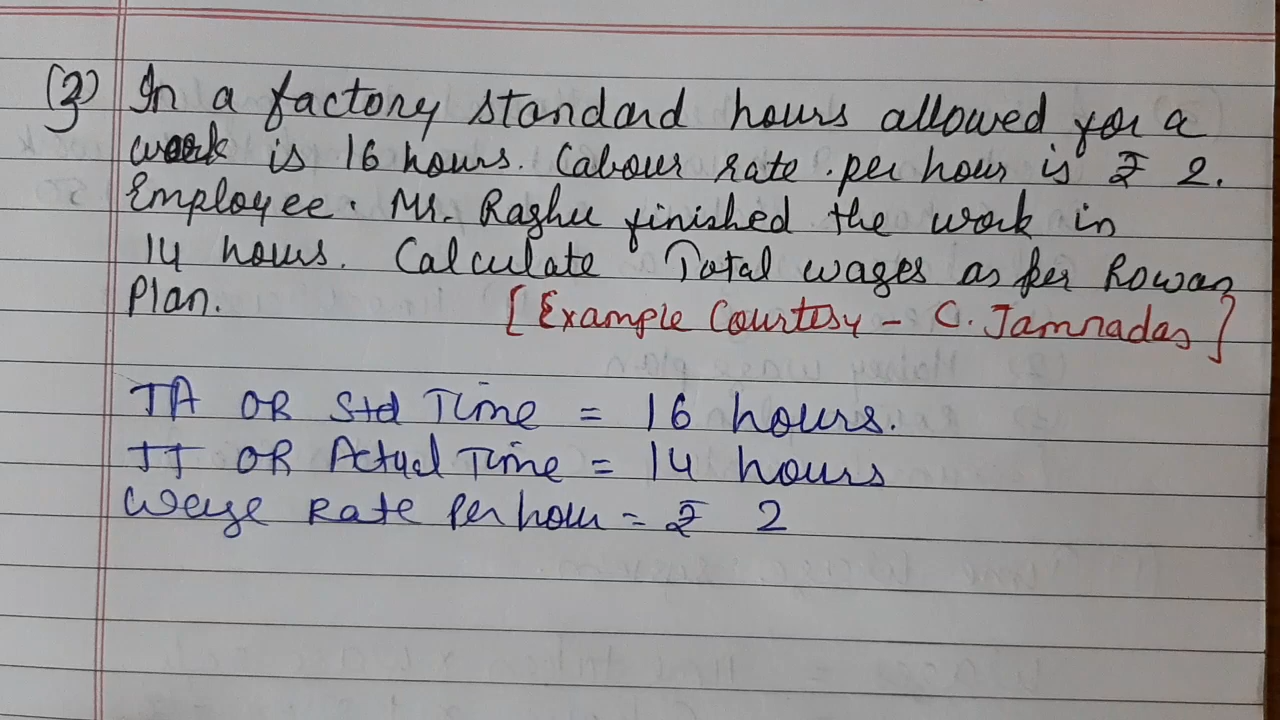 (3) In a factory standard hours allowed for a
work is 16 hours. Labour rate per hour is ₹ 2.
Employee. Mr. Raghu finished the work in
14 hours. Calculate Total wages as per Rowan
Plan.
[Example Courtesy - C. Jamnadas]
TA OR Std Time = 16 hours.
TT OR Actual Time = 14 hours
Wage Rate Per hour = ₹ 2